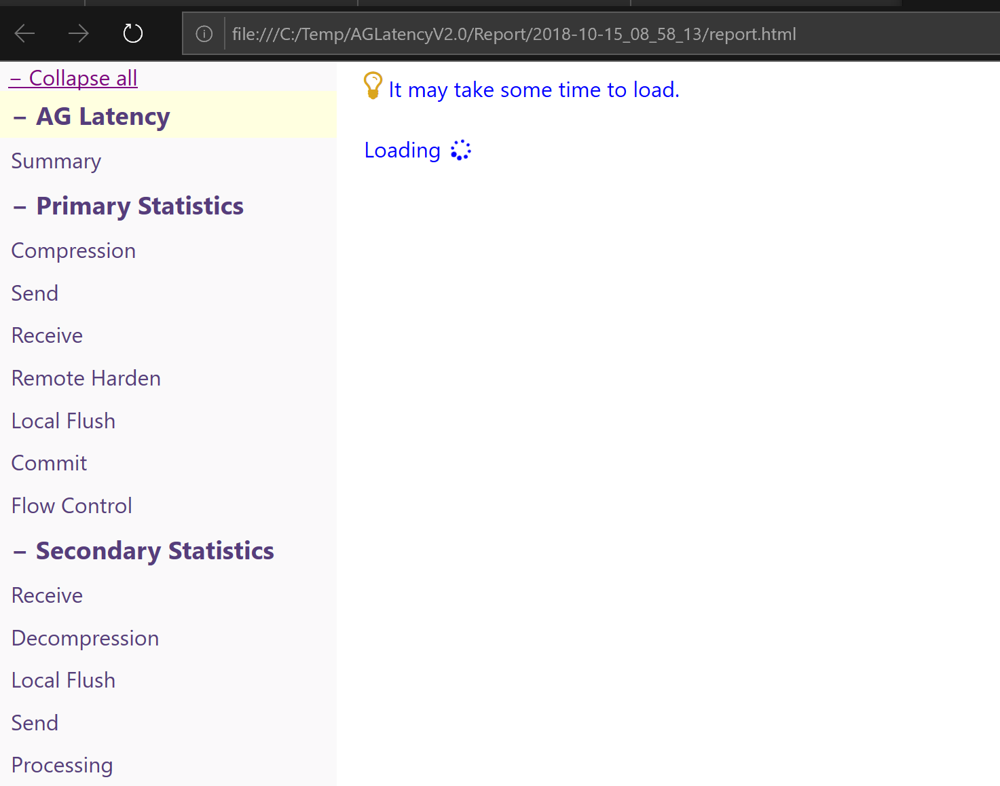 file:///C:/Temp/AGLatencyV2.0/Report/2018-10-15_08_58_13/report.html
– Collapse all
– AG Latency
Summary
– Primary Statistics
Compression
Send
Receive
Remote Harden
Local Flush
Commit
Flow Control
– Secondary Statistics
Receive
Decompression
Local Flush
Send
Processing
It may take some time to load.
Loading